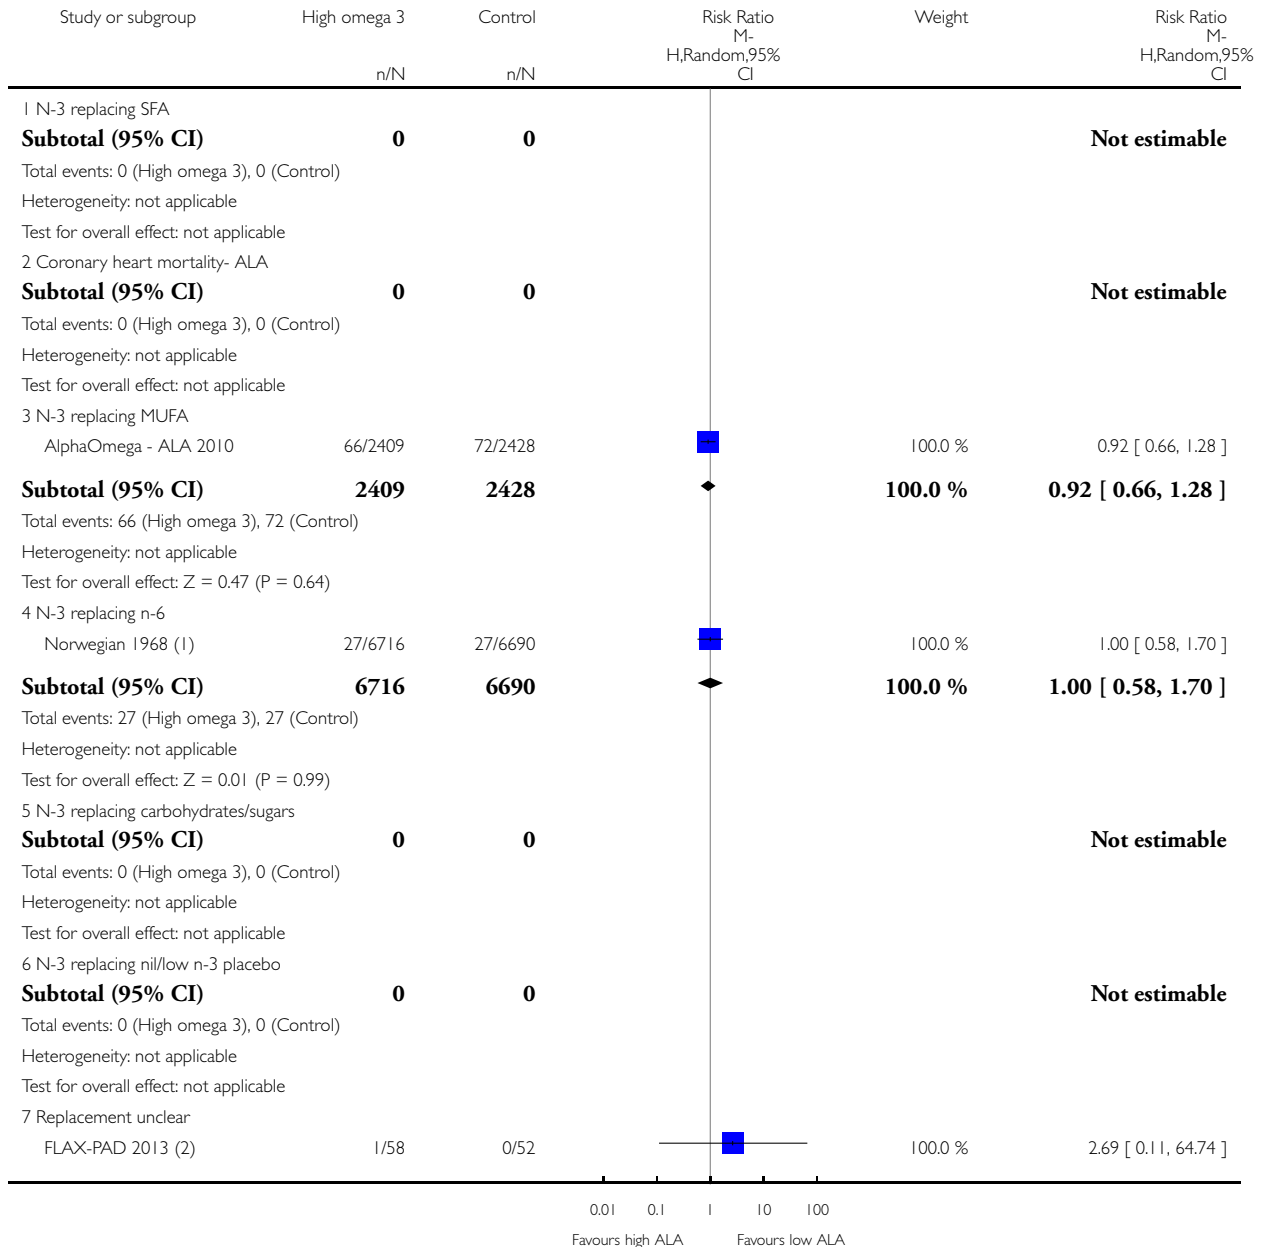 Study or subgroup High omega 3 Control Risk Ratio Weight Risk Ratio
M- M-
H,Random,95% H,Random,95%
n/N n/N CI CI
1 N-3 replacing SFA
Subtotal (95% CI) 0 0 Not estimable
Total events: 0 (High omega 3), 0 (Control)
Heterogeneity: not applicable
Test for overall effect: not applicable
2 Coronary heart mortality- ALA
Subtotal (95% CI) 0 0 Not estimable
Total events: 0 (High omega 3), 0 (Control)
Heterogeneity: not applicable
Test for overall effect: not applicable
3 N-3 replacing MUFA
AlphaOmega - ALA 2010 66/2409 72/2428 100.0 % 0.92 [ 0.66, 1.28 ]
Subtotal (95% CI) 2409 2428 100.0 % 0.92 [ 0.66, 1.28 ]
Total events: 66 (High omega 3), 72 (Control)
Heterogeneity: not applicable
Test for overall effect: Z = 0.47 (P = 0.64)
4 N-3 replacing n-6
Norwegian 1968 (1) 27/6716 27/6690 100.0 % 1.00 [ 0.58, 1.70 ]
Subtotal (95% CI) 6716 6690 100.0 % 1.00 [ 0.58, 1.70 ]
Total events: 27 (High omega 3), 27 (Control)
Heterogeneity: not applicable
Test for overall effect: Z = 0.01 (P = 0.99)
5 N-3 replacing carbohydrates/sugars
Subtotal (95% CI) 0 0 Not estimable
Total events: 0 (High omega 3), 0 (Control)
Heterogeneity: not applicable
Test for overall effect: not applicable
6 N-3 replacing nil/low n-3 placebo
Subtotal (95% CI) 0 0 Not estimable
Total events: 0 (High omega 3), 0 (Control)
Heterogeneity: not applicable
Test for overall effect: not applicable
7 Replacement unclear
FLAX-PAD 2013 (2) 1/58 0/52 100.0 % 2.69 [ 0.11, 64.74 ]
0.01 0.1 1 10 100
Favours high ALA Favours low ALA